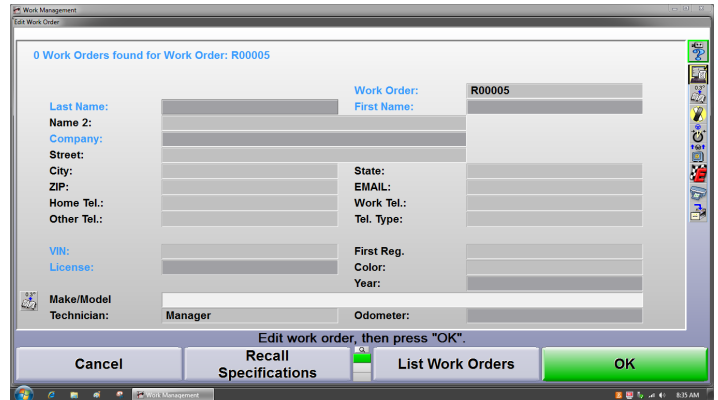 Work Management
Edit Work Order
0 Work Orders found for Work Order: R00005
Work Order: R00005
Last Name: First Name:
Name 2:
Company:
Street:
City: State:
ZIP: EMAIL:
Home Tel.: Work Tel.:
Other Tel.: Tel. Type:
VIN: First Reg.
License: Color:
Year:
Make/Model
Technician: Manager Odometer:
Edit work order, then press "OK".
Cancel
Recall
Specifications
List Work Orders
OK
Work Management
8:35 AM